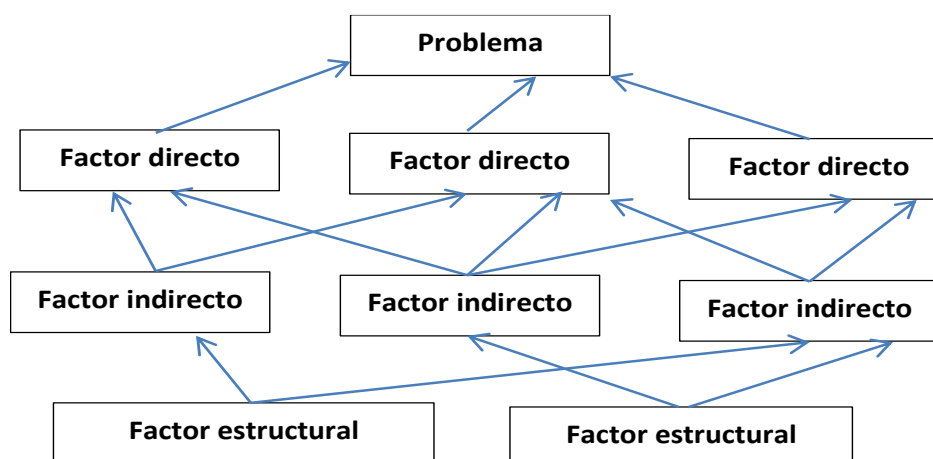 Problema
Factor directo
Factor directo
Factor directo
Factor indirecto
Factor indirecto
Factor indirecto
Factor estructural
Factor estructural